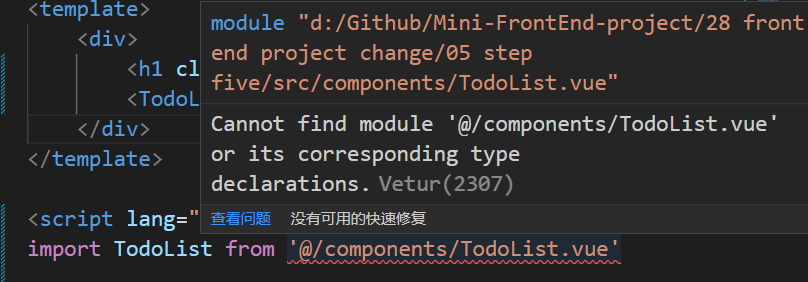 <template>
module "d:/Github/Mini-FrontEnd-project/28 front
<div>
end project change/05 step
<h1 cl
five/src/components/TodoList.vue"
<TodoL
Cannot find module '@/components/TodoList.vue'
</div>
or its corresponding type
</template>
declarations. Vetur(2307)
<script lang="
查看问题 没有可用的快速修复
import TodoList from '@/components/TodoList.vue'